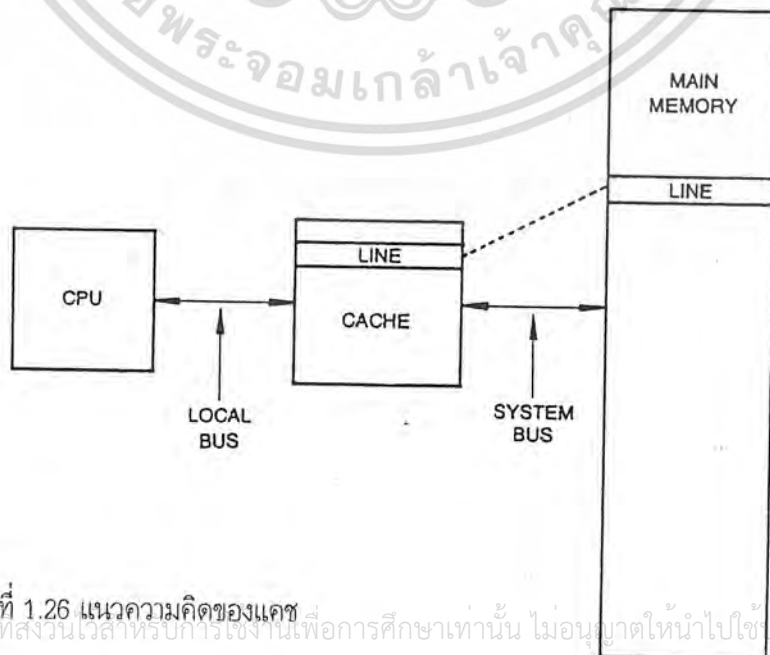 พระจอมเกล้าเจ้าคุณ
MAIN
MEMORY
LINE
LINE
CPU
CACHE
LOCAL
BUS
SYSTEM
BUS
ที่ 1.26 แนวความคิดของแคช
ที่สงวนไว้สำหรับการใช้งานเพื่อการศึกษาเท่านั้น ไม่อนุญาตให้นำไปใช้